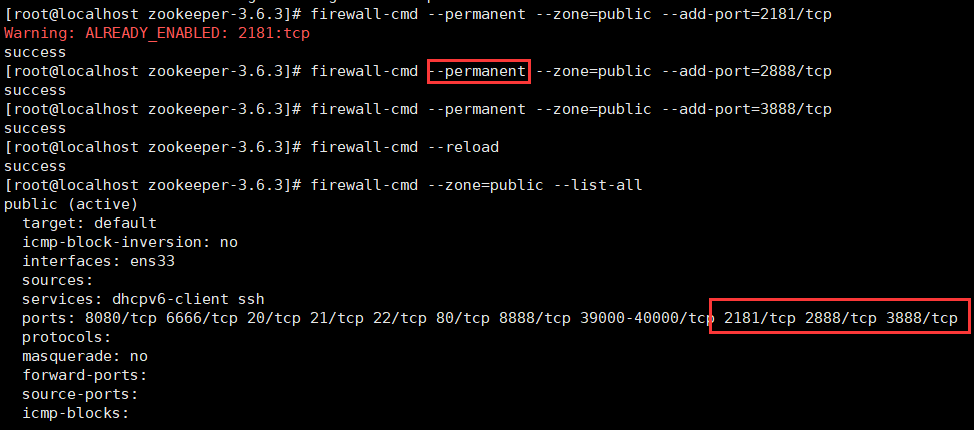 [root@localhost zookeeper-3.6.3]# firewall-cmd --permanent --zone=public --add-port=2181/tcp
Warning: ALREADY_ENABLED: 2181:tcp
success
[root@localhost zookeeper-3.6.3]# firewall-cmd --permanent --zone=public --add-port=2888/tcp
success
[root@localhost zookeeper-3.6.3]# firewall-cmd --permanent --zone=public --add-port=3888/tcp
success
[root@localhost zookeeper-3.6.3]# firewall-cmd --reload
success
[root@localhost zookeeper-3.6.3]# firewall-cmd --zone=public --list-all
public (active)
  target: default
  icmp-block-inversion: no
  interfaces: ens33
  sources:
  services: dhcpv6-client ssh
  ports: 8080/tcp 6666/tcp 20/tcp 21/tcp 22/tcp 80/tcp 8888/tcp 39000-40000/tcp 2181/tcp 2888/tcp 3888/tcp
  protocols:
  masquerade: no
  forward-ports:
  source-ports:
  icmp-blocks: